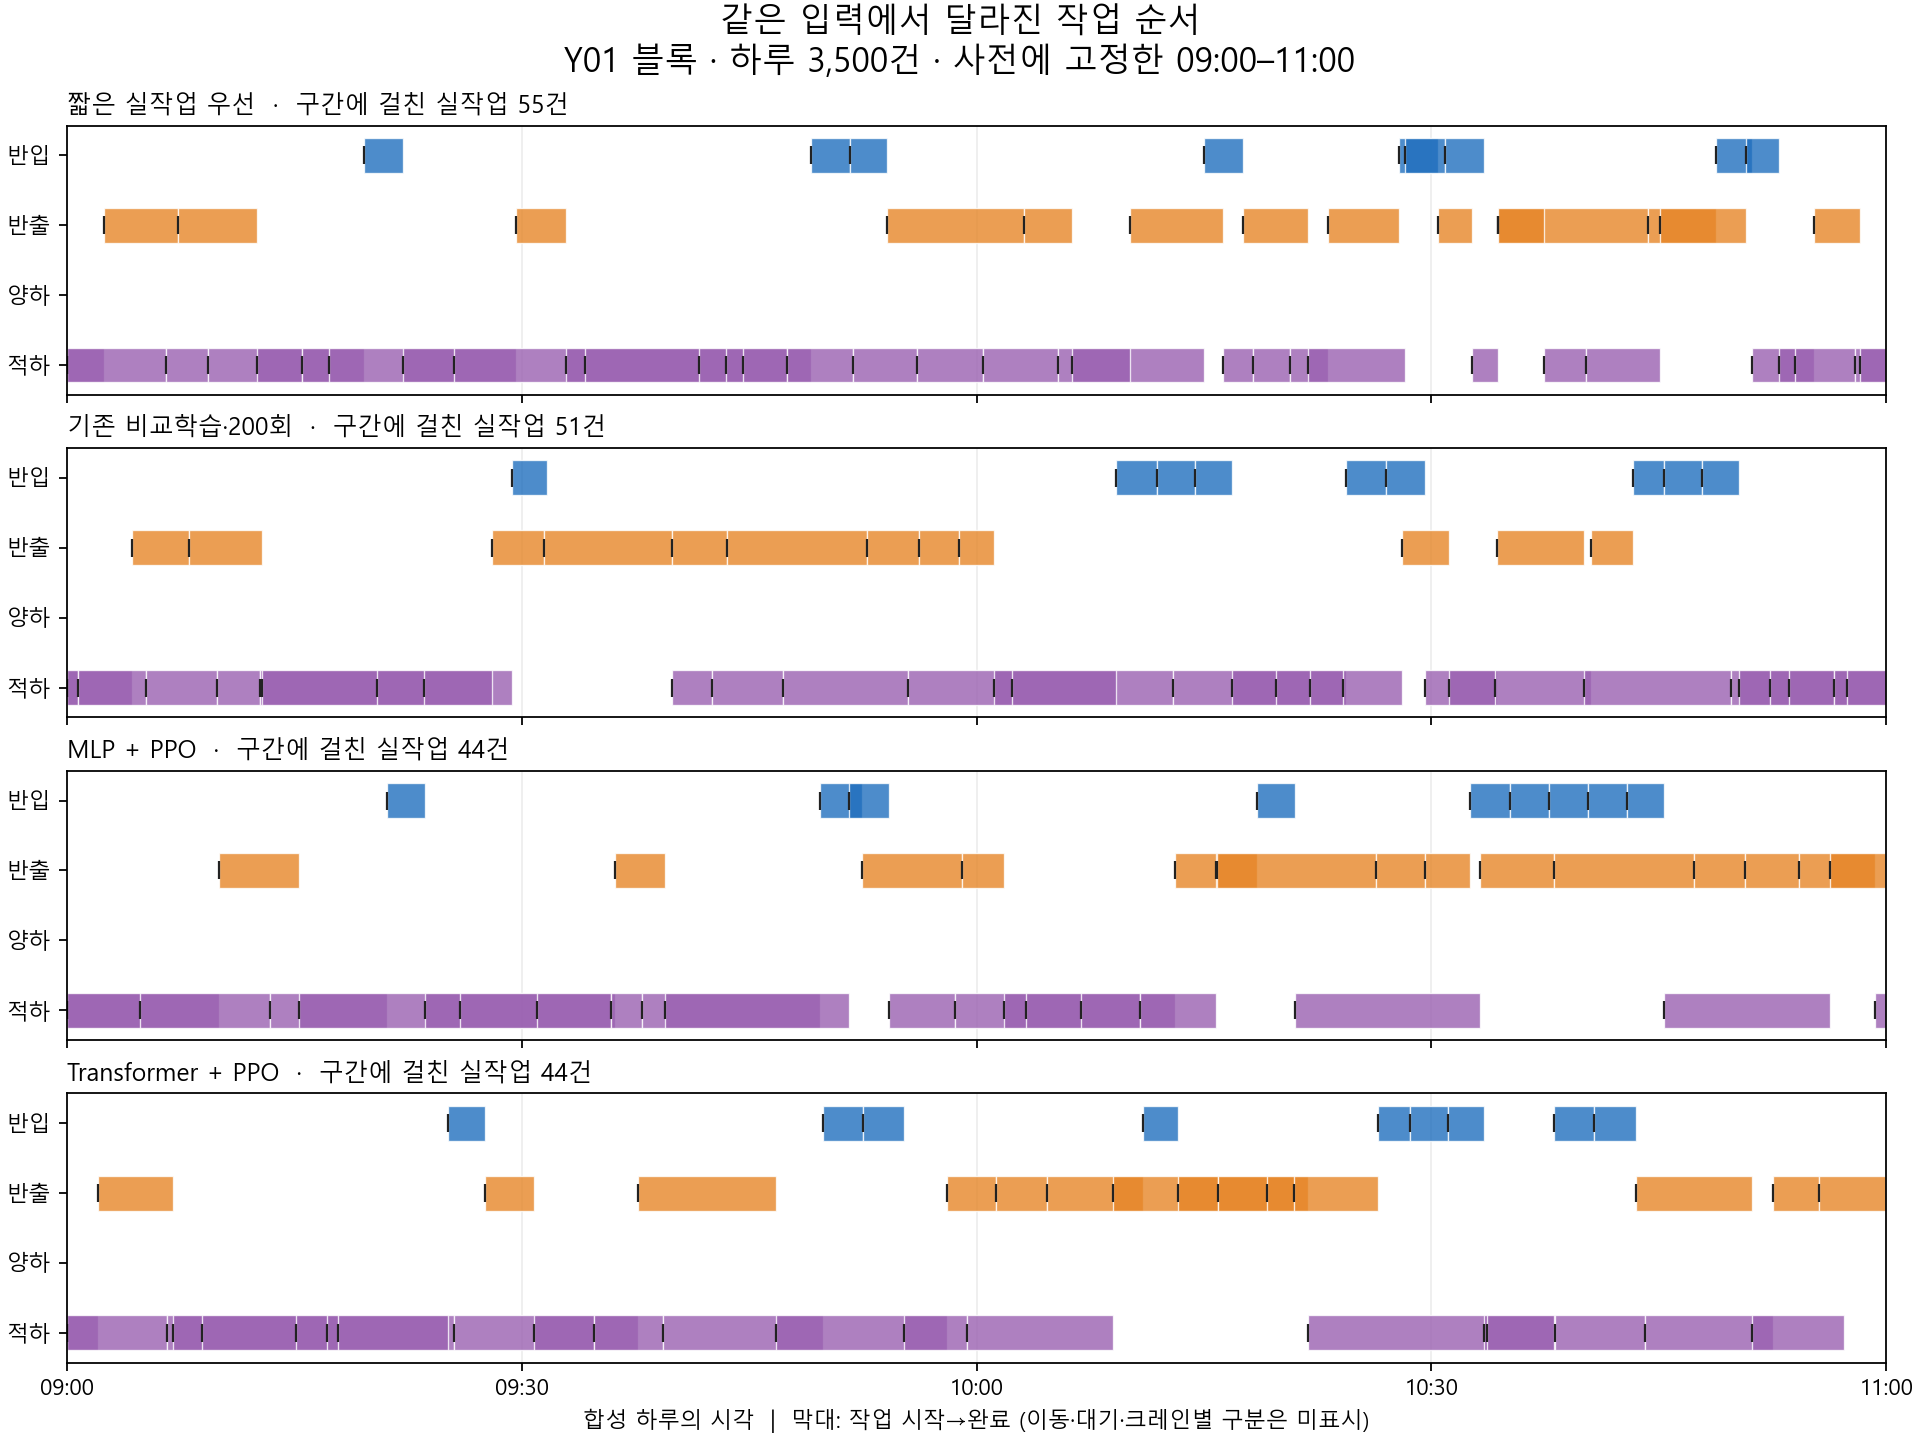 같은 입력에서 달라진 작업 순서
Y01 블록 · 하루 3,500건 · 사전에 고정한 09:00–11:00
짧은 실작업 우선 · 구간에 걸친 실작업 55건
반입
반출
양하
적하
기존 비교학습·200회 · 구간에 걸친 실작업 51건
반입
반출
양하
적하
MLP + PPO · 구간에 걸친 실작업 44건
반입
반출
양하
적하
Transformer + PPO · 구간에 걸친 실작업 44건
반입
반출
양하
적하
09:00 09:30 10:00 10:30 11:00
합성 하루의 시각 | 막대: 작업 시작→완료 (이동·대기·크레인별 구분은 미표시)